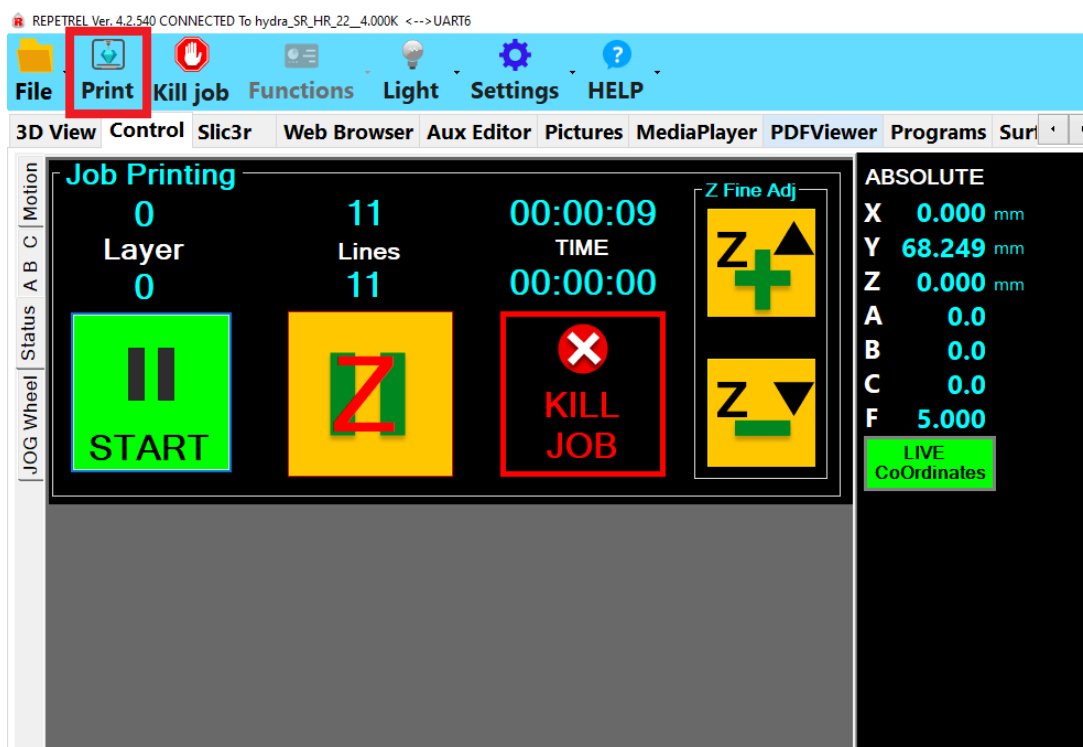 REPETREL Ver. 4.2.540 CONNECTED To hydra_SR_HR_22__4.000K <-->UART6
File Print Kill job Functions Light Settings HELP
3D View Control Slic3r Web Browser Aux Editor Pictures MediaPlayer PDFViewer Programs
Motion
A B C
Status
JOG Wheel
Job Printing
0 11 00:00:09
Layer Lines TIME
0 11 00:00:00
START
Z
KILL
JOB
Z Fine Adj
Z
Z
ABSOLUTE
X 0.000 mm
Y 68.249 mm
Z 0.000 mm
A 0.0
B 0.0
C 0.0
F 5.000
LIVE
CoOrdinates